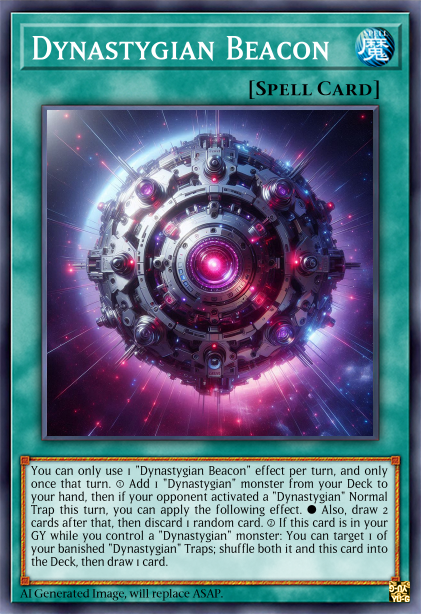 Dynastygian Beacon
SPELL
魔
[Spell Card]
You can only use 1 "Dynastygian Beacon" effect per turn, and only
once that turn. ① Add 1 "Dynastygian" monster from your Deck to
your hand, then if your opponent activated a "Dynastygian" Normal
Trap this turn, you can apply the following effect. ● Also, draw 2
cards after that, then discard 1 random card. ② If this card is in your
GY while you control a "Dynastygian" monster: You can target 1 of
your banished "Dynastygian" Traps; shuffle both it and this card into
the Deck, then draw 1 card.
AI Generated Image, will replace ASAP.